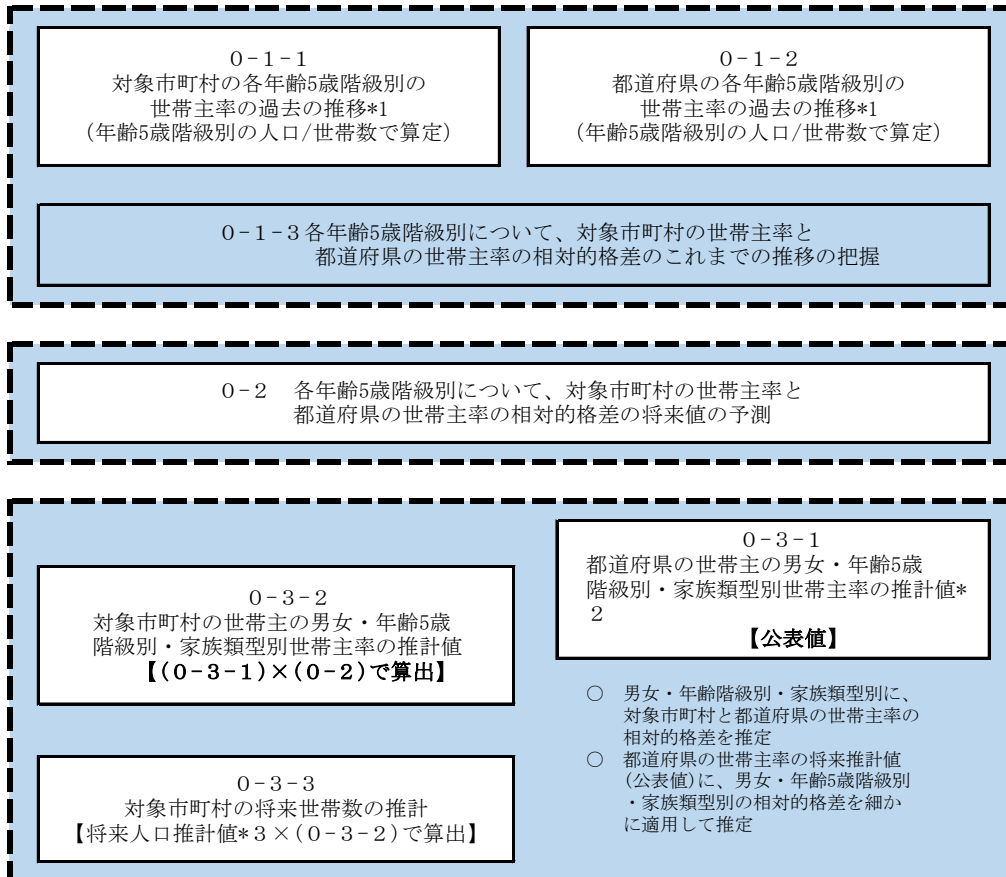 0-1-1
対象市町村の各年齢5歳階級別の
世帯主率の過去の推移*1
(年齢5歳階級別の人口/世帯数で算定)
0-1-2
都道府県の各年齢5歳階級別の
世帯主率の過去の推移*1
(年齢5歳階級別の人口/世帯数で算定)
0-1-3各年齢5歳階級別について、対象市町村の世帯主率と
都道府県の世帯主率の相対的格差のこれまでの推移の把握
0-2 各年齢5歳階級別について、対象市町村の世帯主率と
都道府県の世帯主率の相対的格差の将来値の予測
0-3-1
都道府県の世帯主の男女・年齢5歳
階級別・家族類型別世帯主率の推計値*
2
【公表値】
0-3-2
対象市町村の世帯主の男女・年齢5歳
階級別・家族類型別世帯主率の推計値
【(0-3-1)×(0-2)で算出】
○ 男女・年齢階級別・家族類型別に、
対象市町村と都道府県の世帯主率の
相対的格差を推定
○ 都道府県の世帯主率の将来推計値
(公表値)に、男女・年齢5歳階級別
・家族類型別の相対的格差を細か
に適用して推定
0-3-3
対象市町村の将来世帯数の推計
【将来人口推計値*3×(0-3-2)で算出】